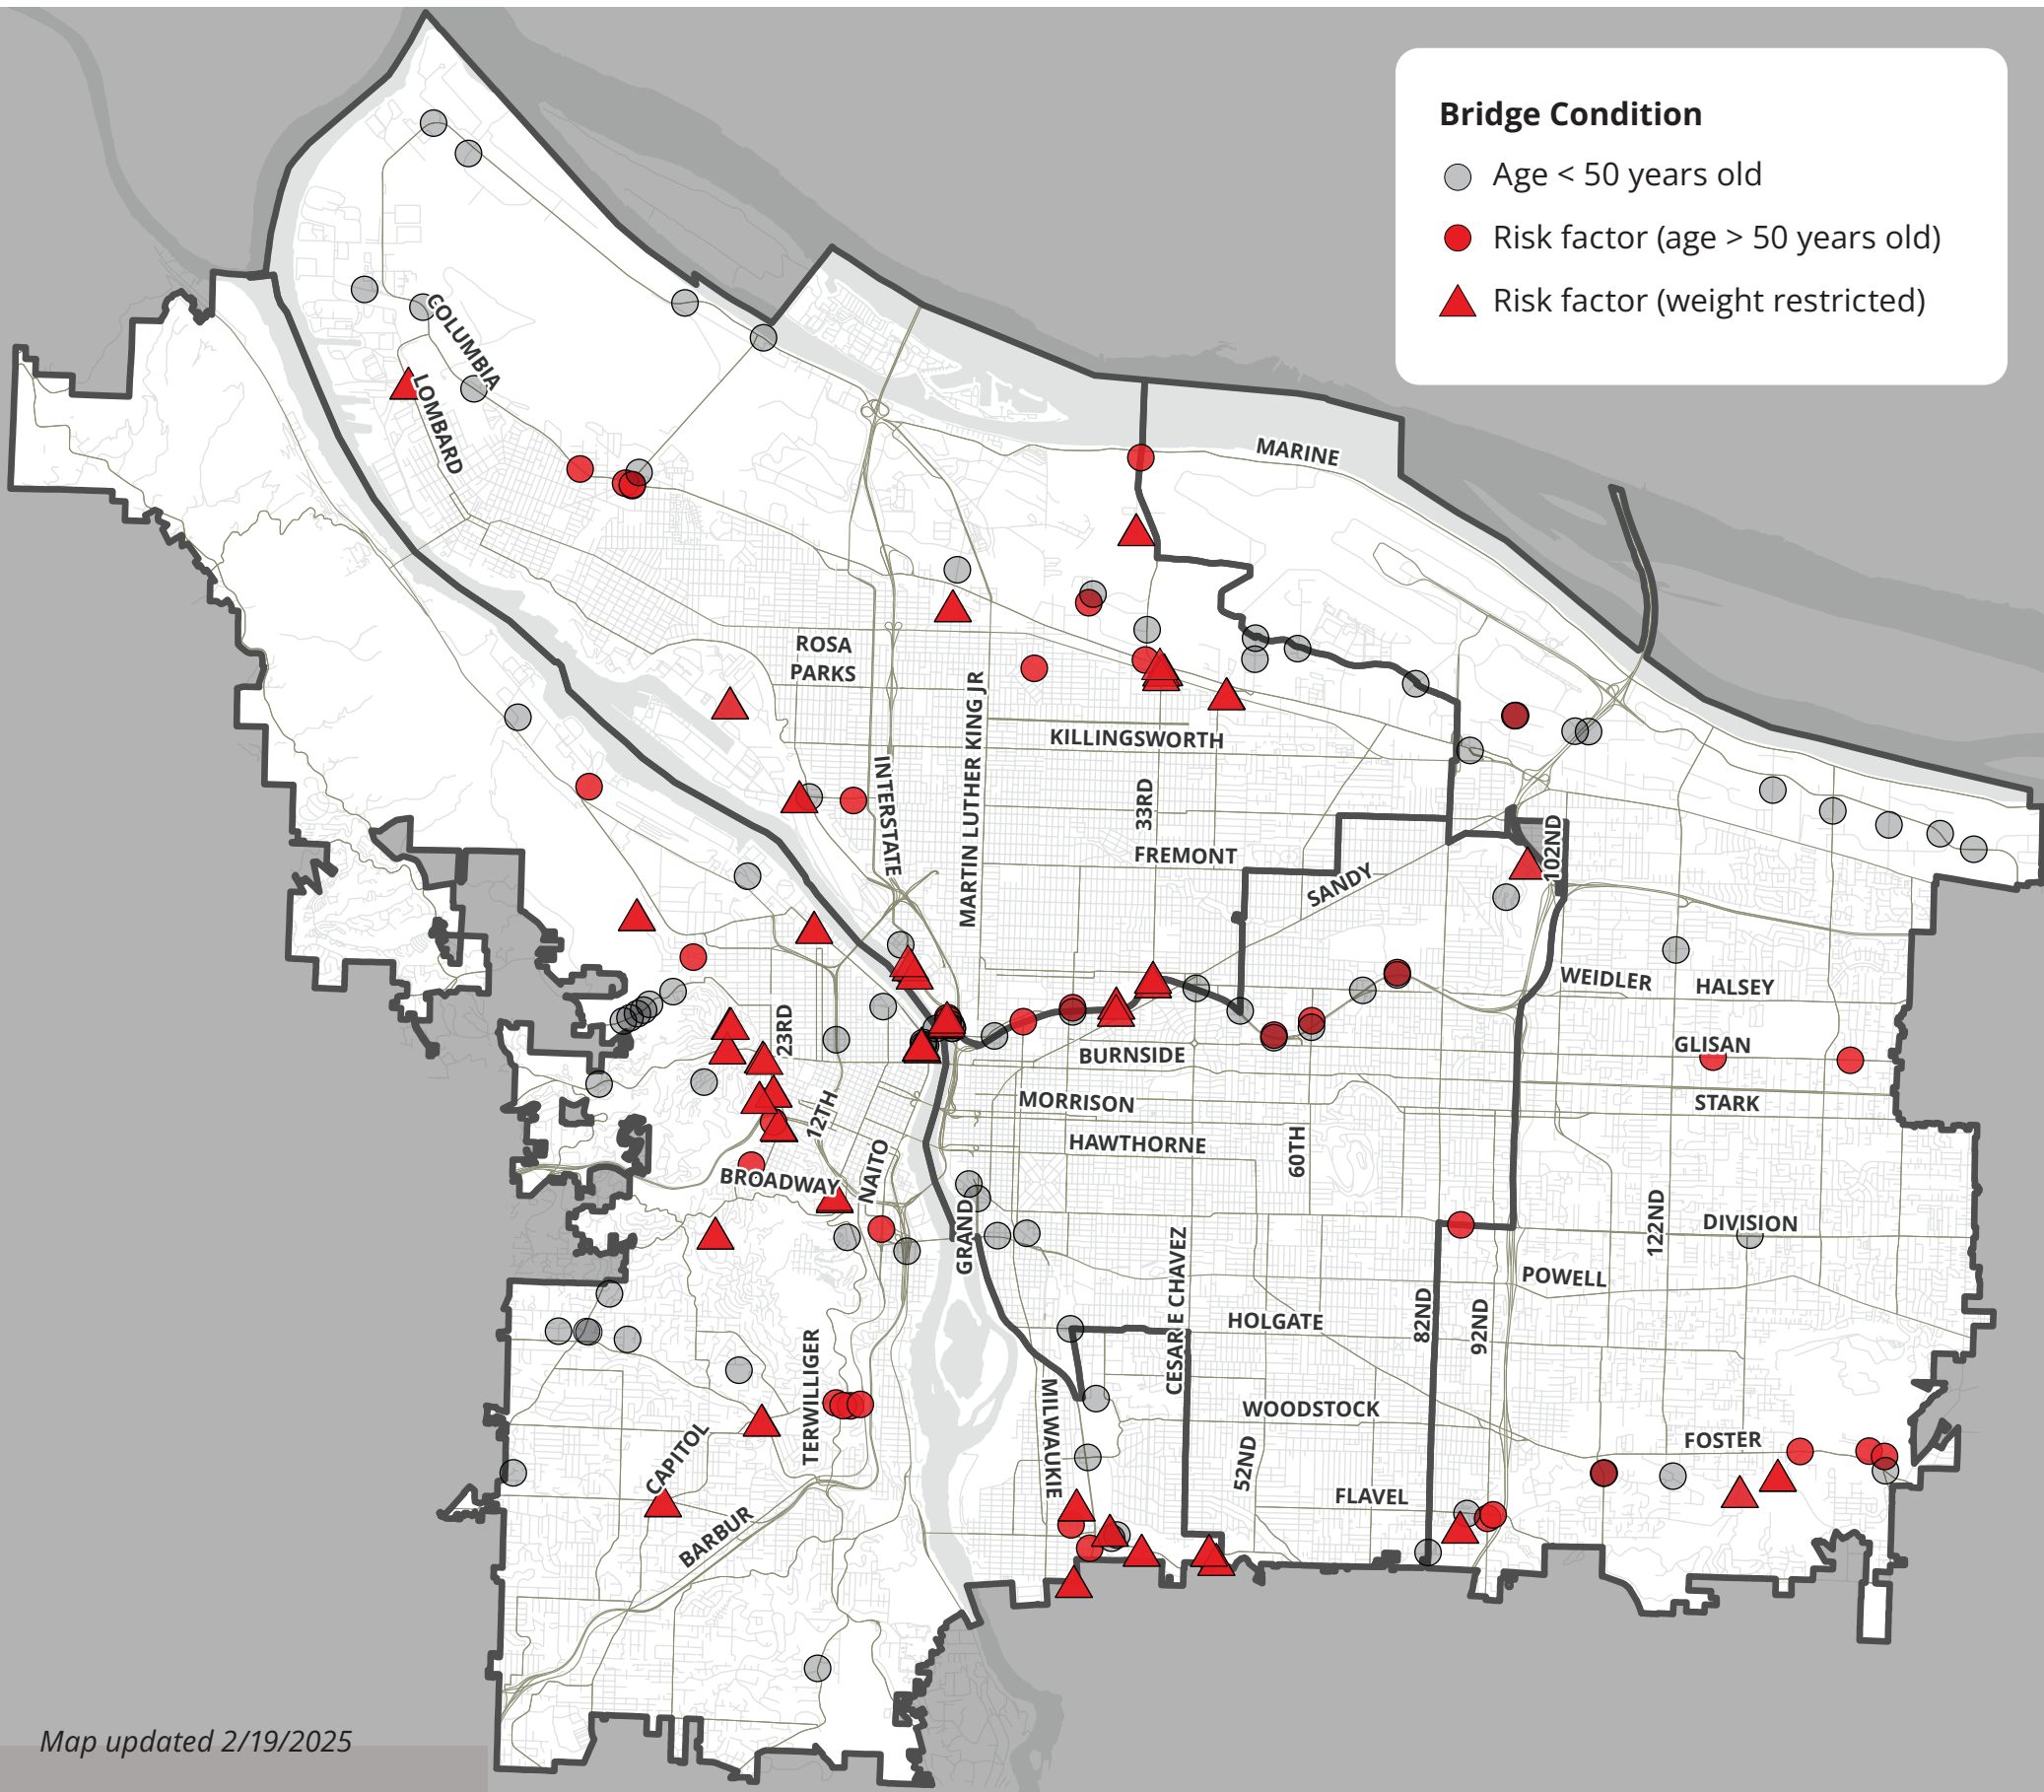 Bridge Condition
Age < 50 years old
Risk factor (age > 50 years old)
Risk factor (weight restricted)
COLUMBIA
LOMBARD
MARINE
ROSA
PARKS
MARTIN LUTHER KING JR
KILLINGSWORTH
INTERSTATE
33RD
FREMONT
SANDY
102ND
WEIDLER
HALSEY
23RD
GLISAN
BURNSIDE
MORRISON
STARK
12TH
HAWTHORNE
60TH
NAITO
BROADWAY
122ND
DIVISION
GRAND
CESAR E CHAVEZ
POWELL
HOLGATE
82ND
92ND
TERWILLIGER
MILWAUKIE
WOODSTOCK
CAPITOL
52ND
FOSTER
FLAVEL
BARBUR
Map updated 2/19/2025